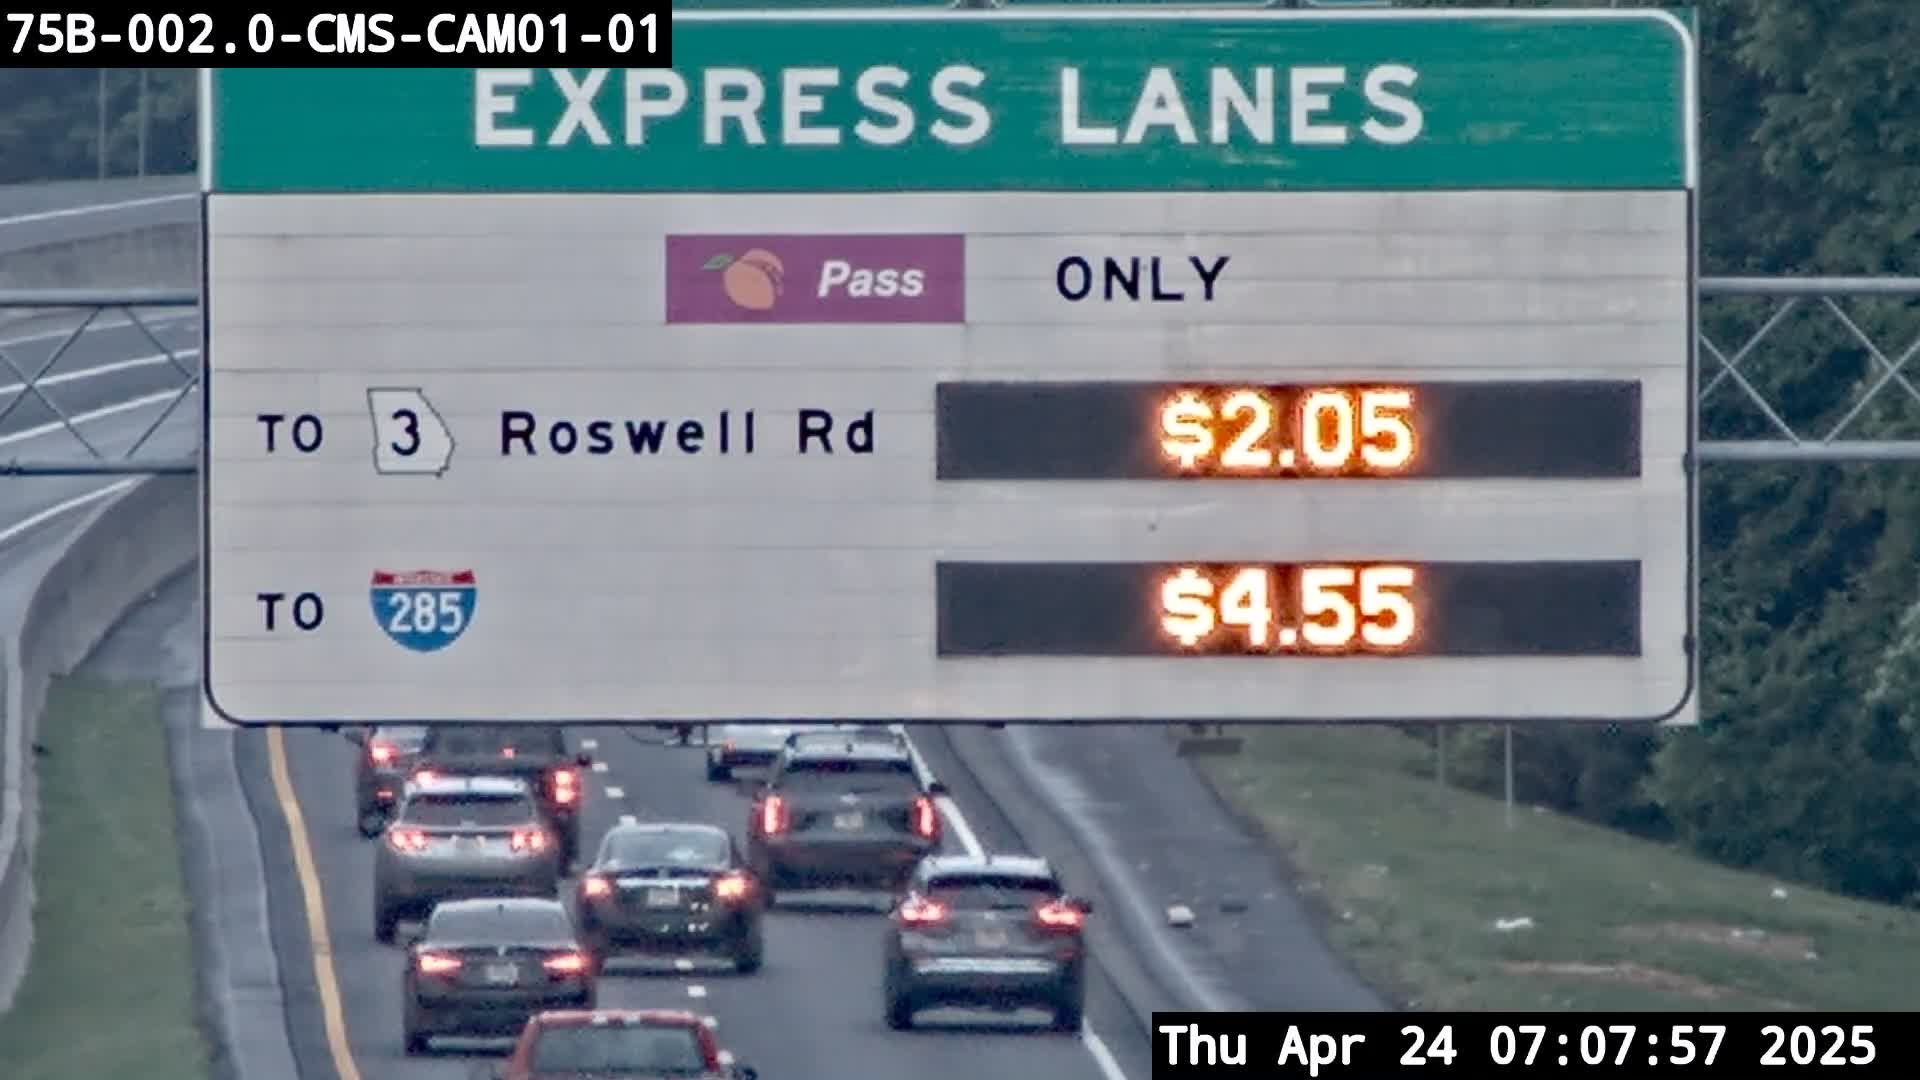 75B-002.0-CMS-CAM01-01
EXPRESS LANES
Pass ONLY
TO 3 Roswell Rd $2.05
TO 285 $4.55
Thu Apr 24 07:07:57 2025